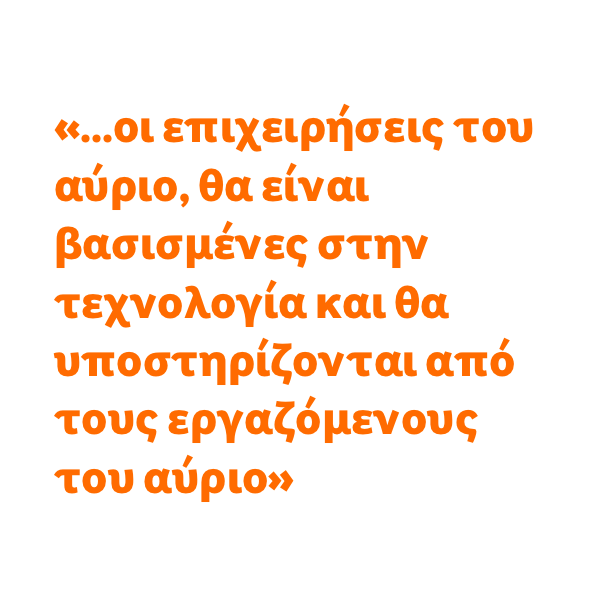 «...οι επιχειρήσεις του
αύριο, θα είναι
βασισμένες στην
τεχνολογία και θα
υποστηρίζονται από
τους εργαζόμενους
του αύριο»